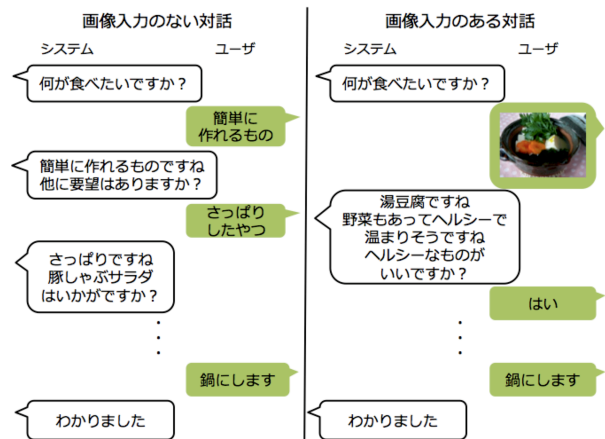 画像入力のない対話
システム
ユーザ
何が食べたいですか？
簡単に
作れるもの
簡単に作れるものですね
他に要望はありますか？
さっぱり
したやつ
さっぱりですね
豚しゃぶサラダ
はいかがですか？
鍋にします
わかりました
画像入力のある対話
システム
ユーザ
何が食べたいですか？
湯豆腐ですね
野菜もあってヘルシーで
温まりそうですね
ヘルシーなものが
いいですか？
はい
鍋にします
わかりました